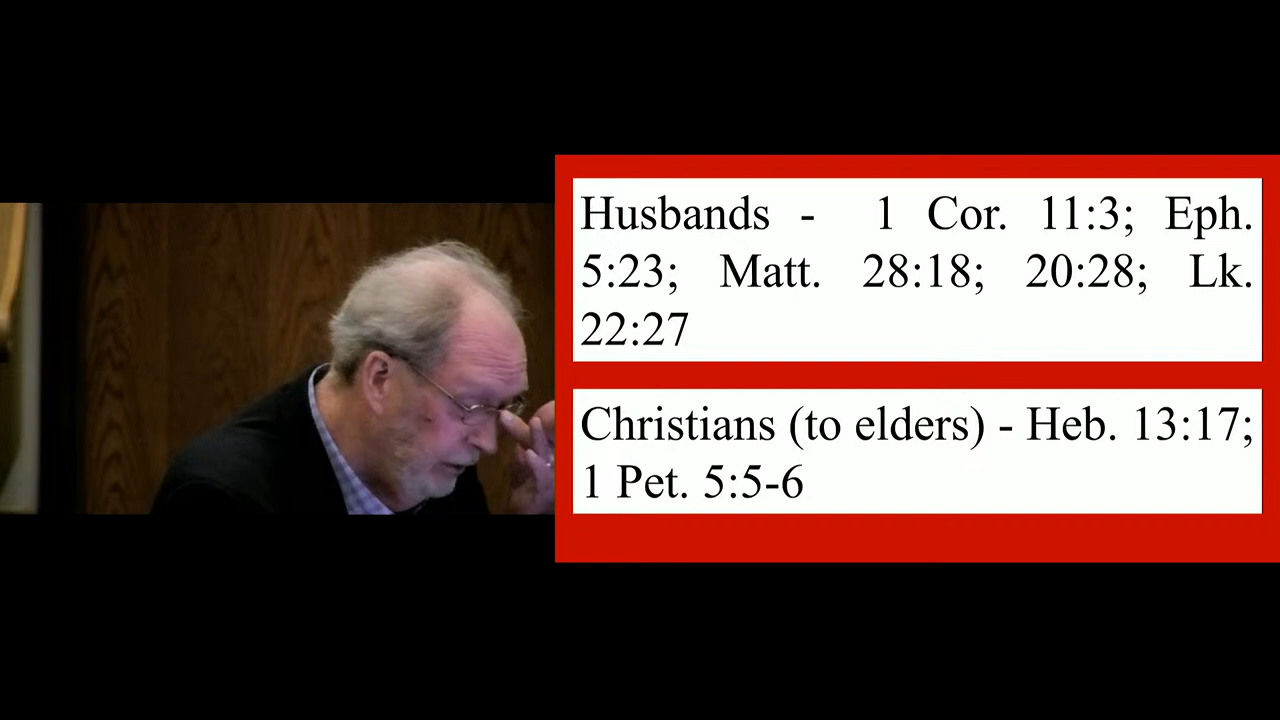 Husbands - 1 Cor. 11:3; Eph.
5:23; Matt. 28:18; 20:28; Lk.
22:27
Christians (to elders) - Heb. 13:17;
1 Pet. 5:5-6